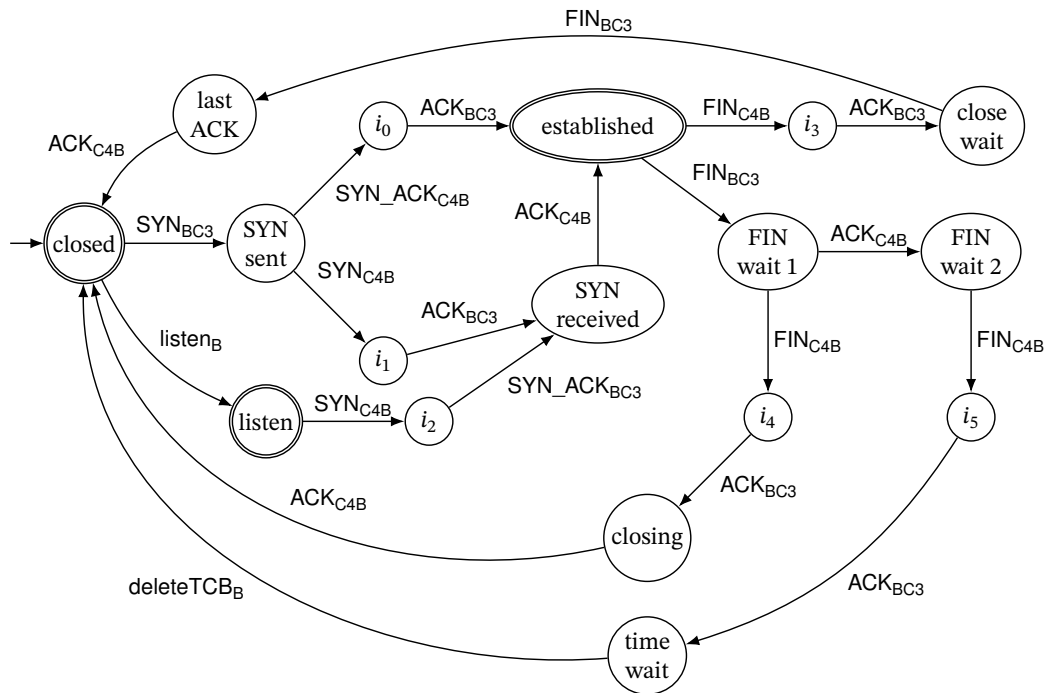 FIN_BC3
last
ACK
i_0
ACK_BC3
established
FIN_C4B
i_3
ACK_BC3
close
wait
ACK_C4B
SYN_ACK_C4B
ACK_C4B
FIN_BC3
closed
SYN_BC3
SYN
sent
FIN
wait 1
ACK_C4B
FIN
wait 2
SYN_C4B
SYN
received
ACK_BC3
listen_B
i_1
FIN_C4B
FIN_C4B
SYN_ACK_BC3
listen
SYN_C4B
i_2
i_4
i_5
ACK_C4B
ACK_BC3
closing
deleteTCB_B
ACK_BC3
time
wait